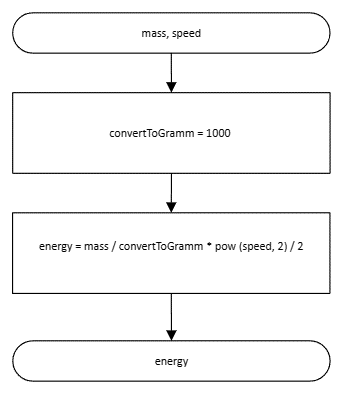 mass, speed
convertToGramm = 1000
energy = mass / convertToGramm * pow (speed, 2) / 2
energy